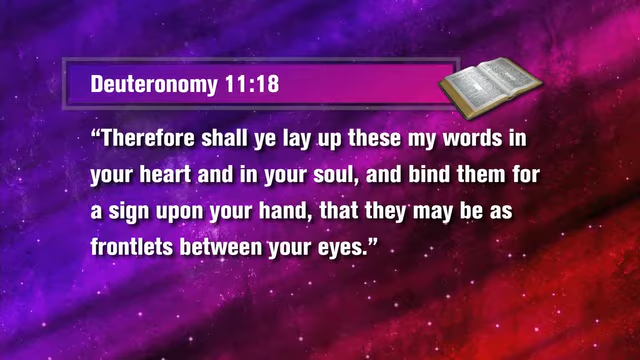 Deuteronomy 11:18
“Therefore shall ye lay up these my words in
your heart and in your soul, and bind them for
a sign upon your hand, that they may be as
frontlets between your eyes.”